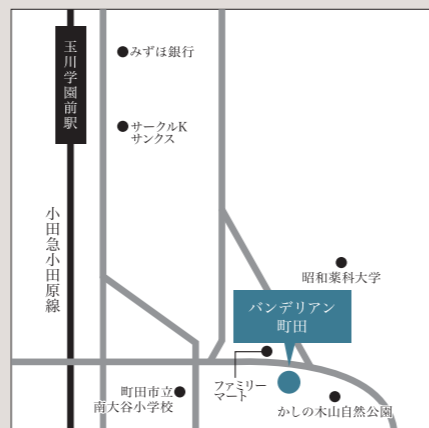 玉川学園前駅
みずほ銀行
サークルK
サンクス
小田急小田原線
昭和薬科大学
バンデリアン
町田
ファミリー
マート
町田市立
南大谷小学校
かしの木山自然公園